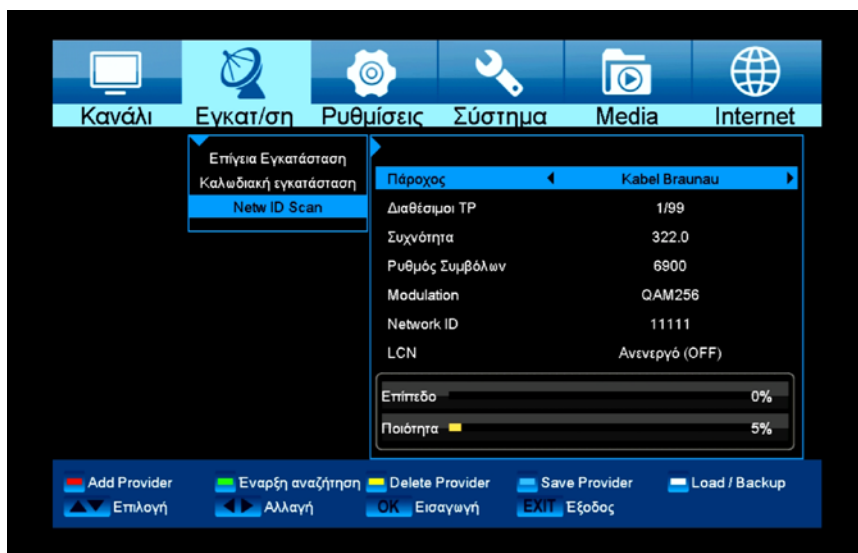 Κανάλι Εγκατ/ση Ρυθμίσεις Σύστημα Media Internet
Επίγεια Εγκατάσταση
Καλωδιακή εγκατάσταση
Netw ID Scan
Πάροχος Kabel Braunau
Διαθέσιμοι TP 1/99
Συχνότητα 322.0
Ρυθμός Συμβόλων 6900
Modulation QAM256
Network ID 11111
LCN Ανενεργό (OFF)
Επίπεδο 0%
Ποιότητα 5%
Add Provider Έναρξη αναζήτηση Delete Provider Save Provider Load / Backup
Επιλογή Αλλαγή OK Εισαγωγή EXIT Έξοδος